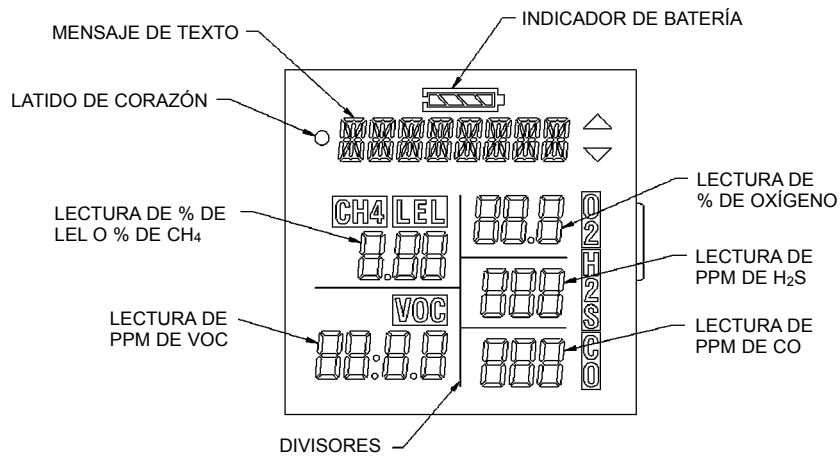 INDICADOR DE BATERÍA
MENSAJE DE TEXTO
LATIDO DE CORAZÓN
LECTURA DE
% DE OXÍGENO
LECTURA DE % DE
LEL O % DE CH4
CH4 LEL
O2
LECTURA DE
PPM DE H2S
H2S
VOC
LECTURA DE
PPM DE VOC
LECTURA DE
PPM DE CO
CO
DIVISORES